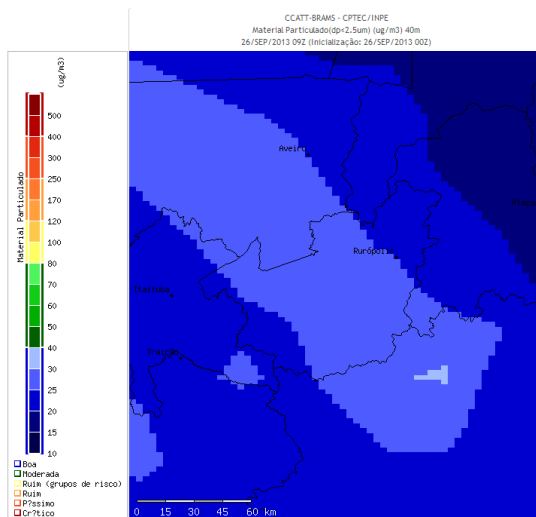 CCATT-BRAMS - CPTEC/INPE
Material Particulado(dp<2.5um) (ug/m3) 40m
26/SEP/2013 09Z (Inicialização: 26/SEP/2013 00Z)
(ug/m3)
Material Particulado
500
400
300
250
170
120
100
80
70
60
50
40
30
25
20
15
10
Aveiro
Rurópolis
Boa
Moderada
Ruim (grupos de risco)
Ruim
P?ssimo
Cr?tico
0 15 30 45 60 km